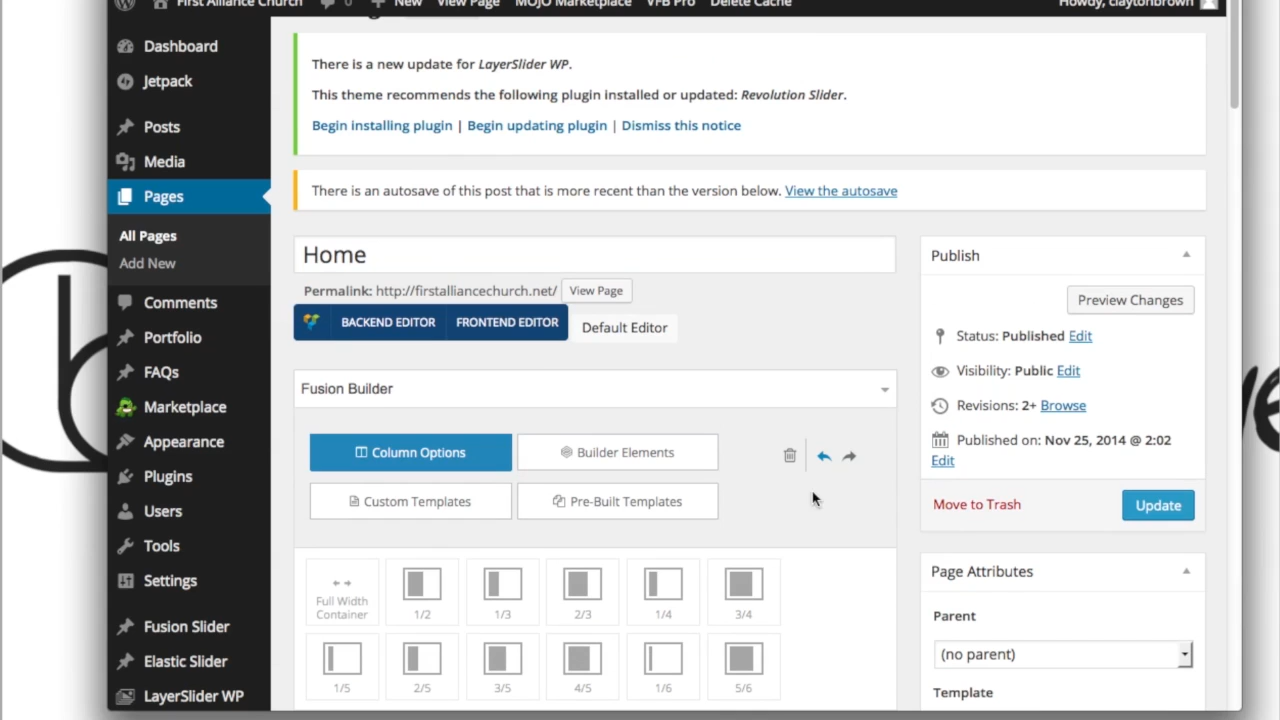 First Alliance Church 0 New View Page MOJO Marketplace VFB Pro Delete Cache Howdy, claytonbrown
Dashboard
Jetpack
Posts
Media
Pages
All Pages
Add New
Comments
Portfolio
FAQs
Marketplace
Appearance
Plugins
Users
Tools
Settings
Fusion Slider
Elastic Slider
LayerSlider WP
There is a new update for LayerSlider WP.
This theme recommends the following plugin installed or updated: Revolution Slider.
Begin installing plugin | Begin updating plugin | Dismiss this notice
There is an autosave of this post that is more recent than the version below. View the autosave
Home
Permalink: http://firstalliancechurch.net/ View Page
BACKEND EDITOR FRONTEND EDITOR Default Editor
Fusion Builder
Column Options Builder Elements
Custom Templates Pre-Built Templates
Full Width
Container 1/2 1/3 2/3 1/4 3/4
1/5 2/5 3/5 4/5 1/6 5/6
Publish
Preview Changes
Status: Published Edit
Visibility: Public Edit
Revisions: 2+ Browse
Published on: Nov 25, 2014 @ 2:02
Edit
Move to Trash Update
Page Attributes
Parent
(no parent)
Template